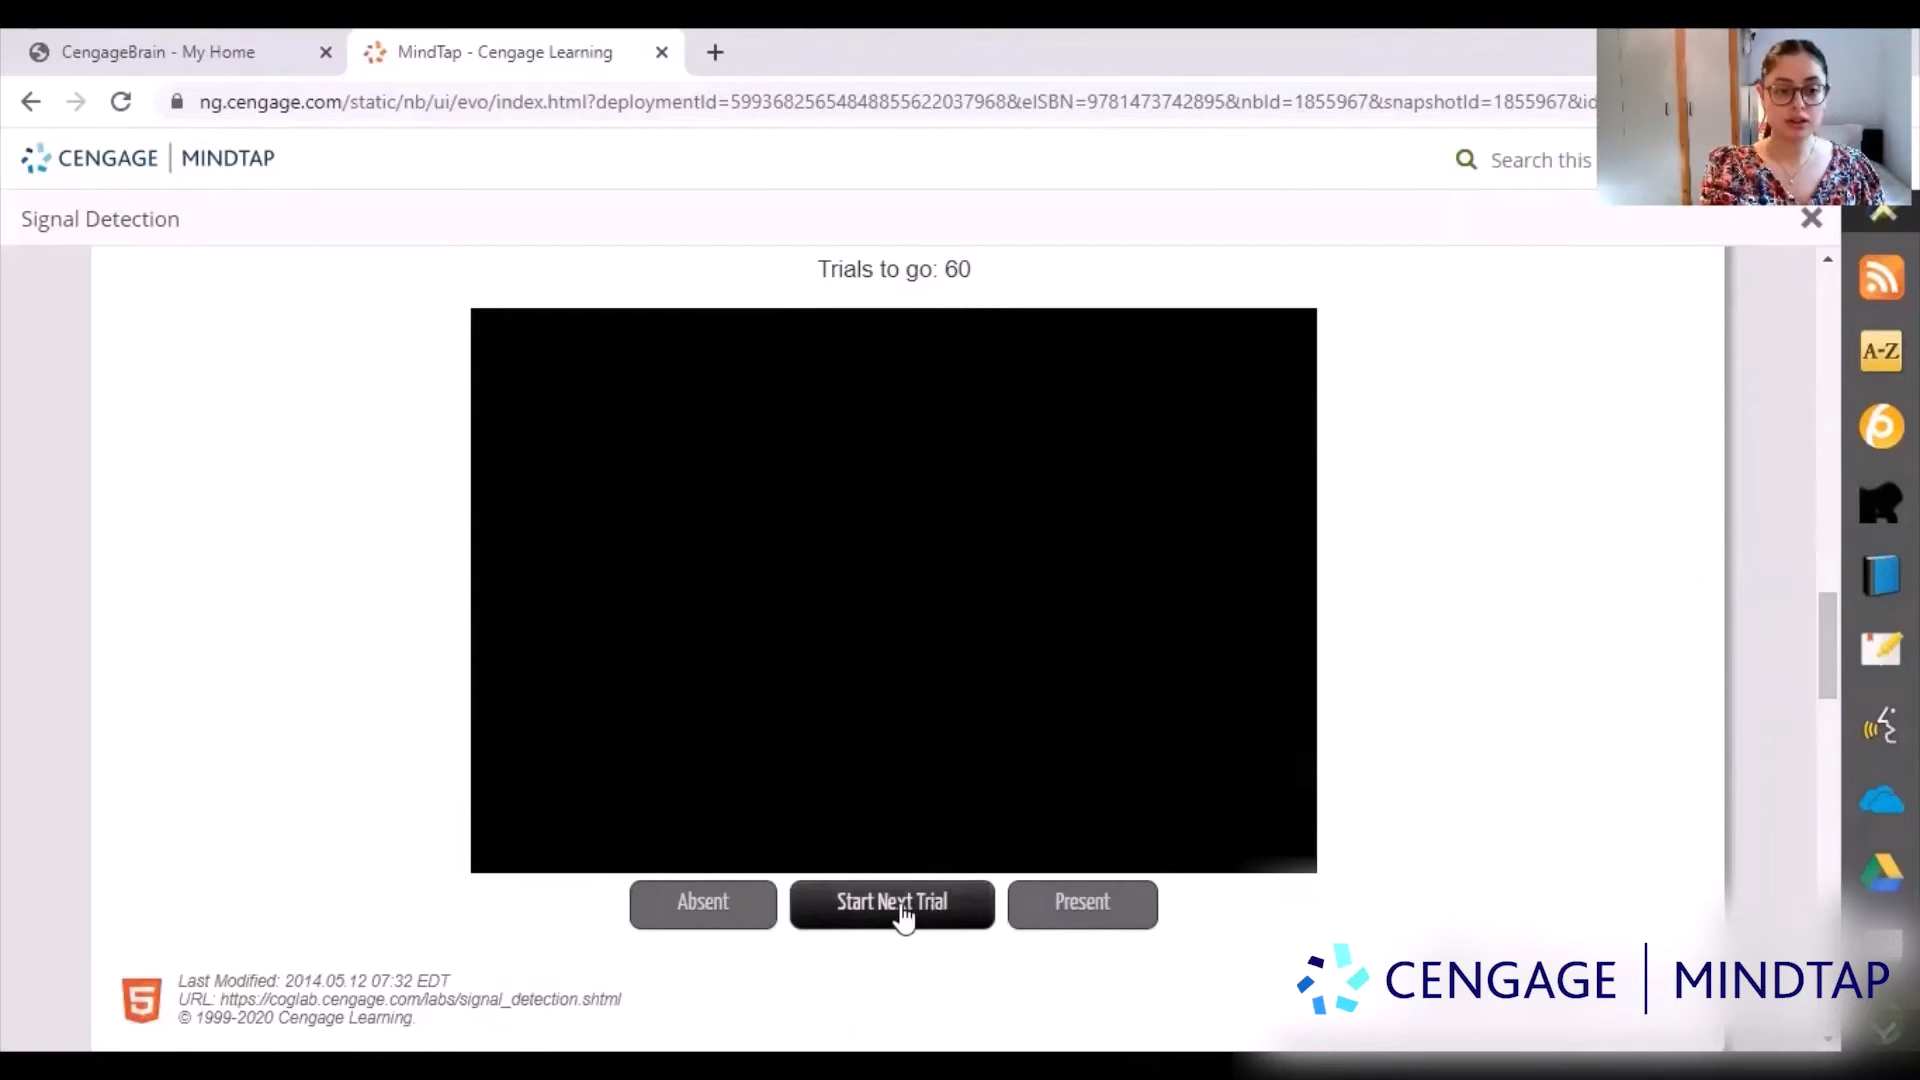 CengageBrain - My Home
MindTap - Cengage Learning
ng.cengage.com/static/nb/ui/evo/index.html?deploymentId=59936825654848855622037968&eISBN=9781473742895&nbId=1855967&snapshotId=1855967&id
CENGAGE | MINDTAP
Search this
Signal Detection
Trials to go: 60
A-Z
Absent
Start Next Trial
Present
5
Last Modified: 2014.05.12 07:32 EDT
URL: https://coglab.cengage.com/labs/signal_detection.shtml
© 1999-2020 Cengage Learning.
CENGAGE | MINDTAP